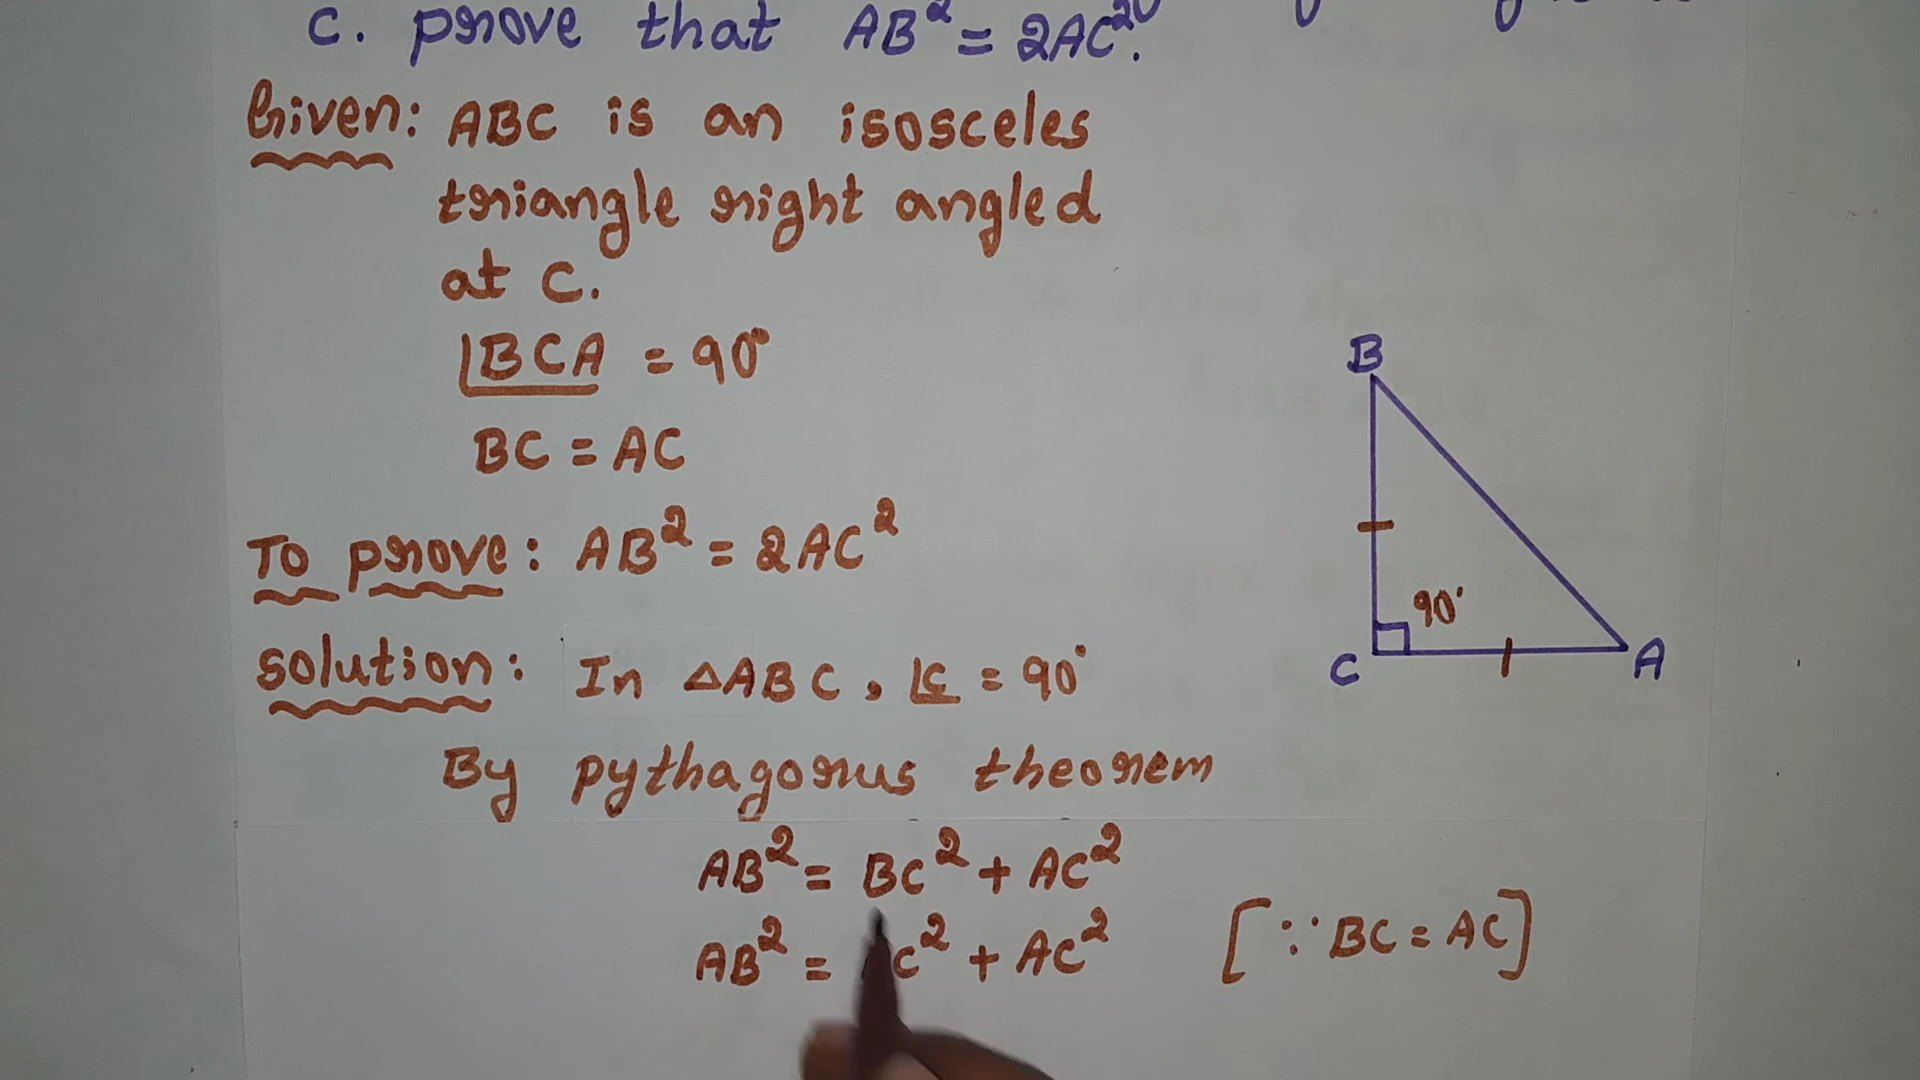 C. prove that AB² = 2AC².
Given: ABC is an isosceles
triangle right angled
at C.
∠BCA = 90°
BC = AC
To prove: AB² = 2AC²
solution: In △ABC, ∠C = 90°
By pythagorus theorem
AB² = BC² + AC²
AB² = C² + AC² [∵ BC = AC]
B
90°
C
A